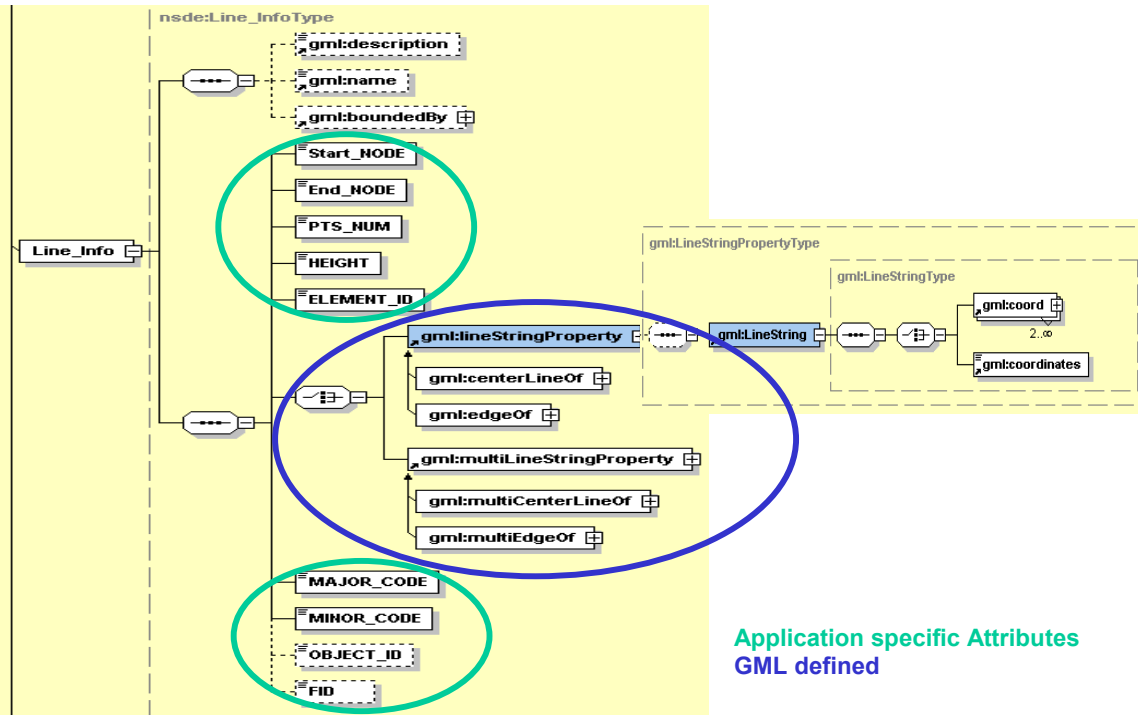 nsde:Line_InfoType
gml:description
gml:name
gml:boundedBy
Start_NODE
End_NODE
PTS_NUM
Line_Info
HEIGHT
ELEMENT_ID
gml:LineStringPropertyType
gml:LineStringType
gml:lineStringProperty
gml:LineString
gml:coord
2..∞
gml:coordinates
gml:centerLineOf
gml:edgeOf
gml:multiLineStringProperty
gml:multiCenterLineOf
gml:multiEdgeOf
MAJOR_CODE
MINOR_CODE
OBJECT_ID
FID
Application specific Attributes
GML defined